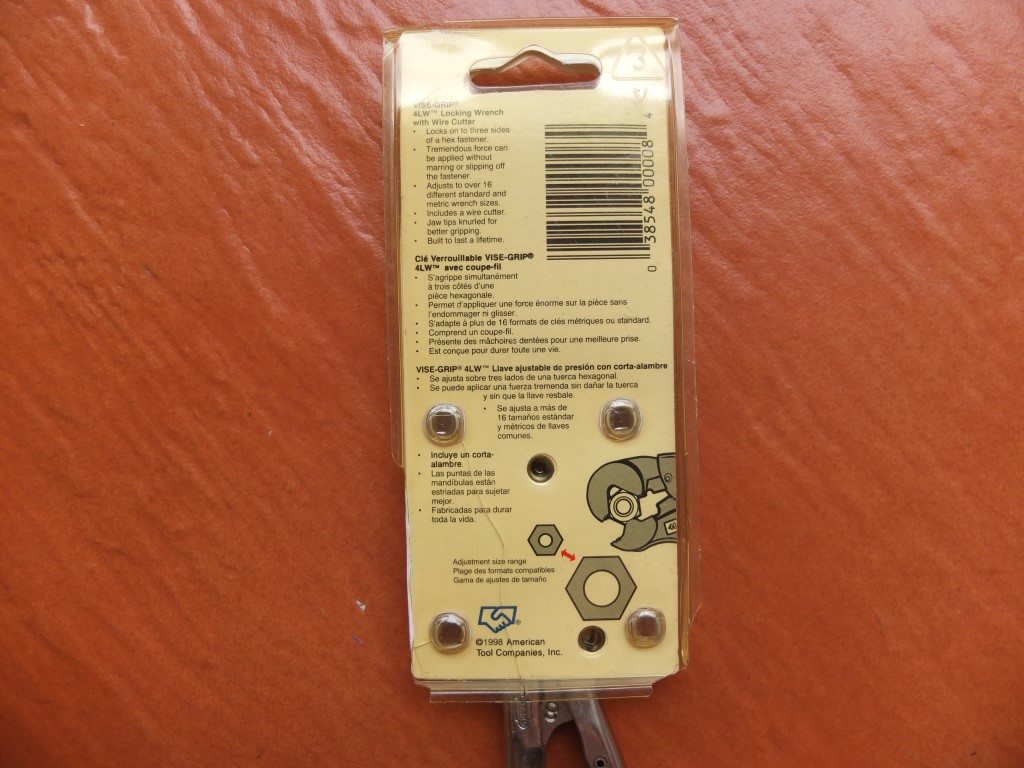 3
V
VISE-GRIP®
4LW™ Locking Wrench
with Wire Cutter
• Locks on to three sides
of a hex fastener.
• Tremendous force can
be applied without
marring or slipping off
the fastener.
• Adjusts to over 16
different standard and
metric wrench sizes.
• Includes a wire cutter.
• Jaw tips knurled for
better gripping.
• Built to last a lifetime.
0 38548 00008 4
Clé Verrouillable VISE-GRIP®
4LW™ avec coupe-fil
• S'agrippe simultanément
à trois côtés d'une
pièce hexagonale.
• Permet d'appliquer une force énorme sur la pièce sans
l'endommager ni glisser.
• S'adapte à plus de 16 formats de clés métriques ou standard.
• Comprend un coupe-fil.
• Présente des mâchoires dentées pour une meilleure prise.
• Est conçue pour durer toute une vie.
VISE-GRIP® 4LW™ Llave ajustable de presión con corta-alambre
• Se ajusta sobre tres lados de una tuerca hexagonal.
• Se puede aplicar una fuerza tremenda sin dañar la tuerca
y sin que la llave resbale.
• Se ajusta a más de
16 tamaños estándar
y métricos de llaves
comunes.
• Incluye un corta-
alambre.
• Las puntas de las
mandíbulas están
estriadas para sujetar
mejor.
• Fabricadas para durar
toda la vida.
Adjustment size range
Plage des formats compatibles
Gama de ajustes de tamaño
®
©1998 American
Tool Companies, Inc.